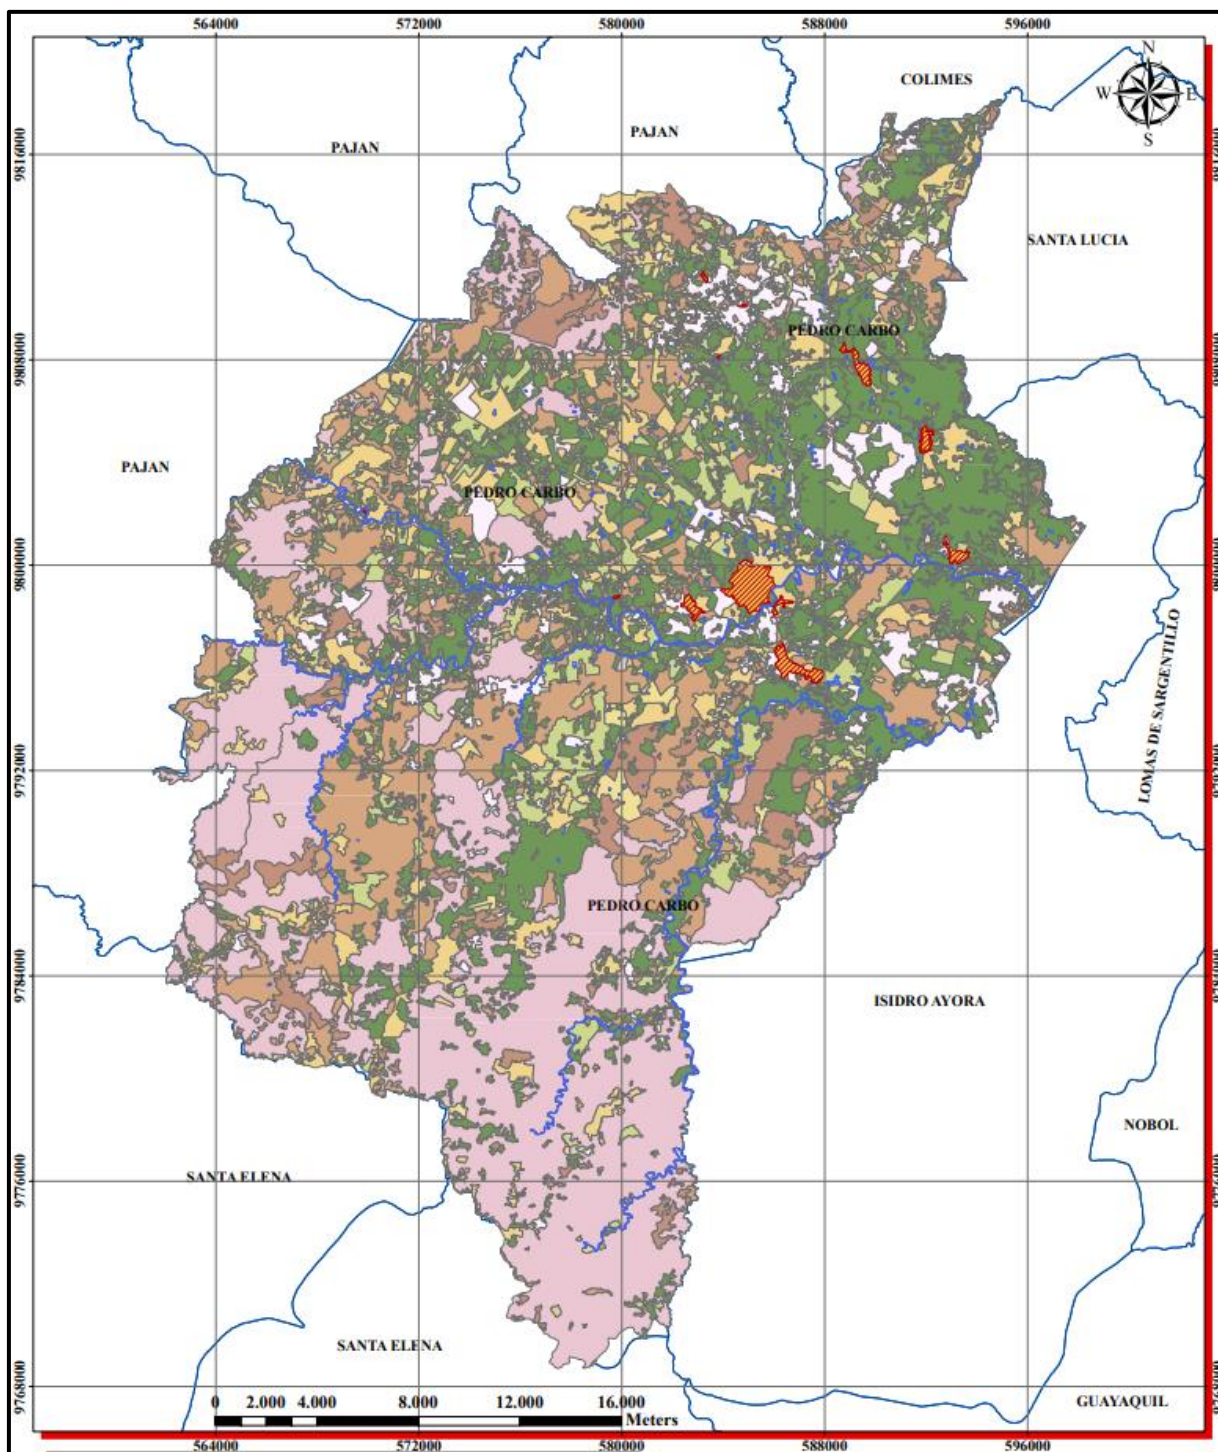 564000 572000 580000 588000 596000
N
W E
S
COLIMES
PAJAN
PAJAN
9816000
SANTA LUCIA
PEDRO CARBO
9808000
PAJAN
PEDRO CARBO
9800000
LOMAS DE SARGENTILLO
9792000
PEDRO CARBO
9784000
ISIDRO AYORA
NOBOL
SANTA ELENA
9776000
SANTA ELENA
9768000
GUAYAQUIL
0 2.000 4.000 8.000 12.000 16.000
Meters
564000 572000 580000 588000 596000